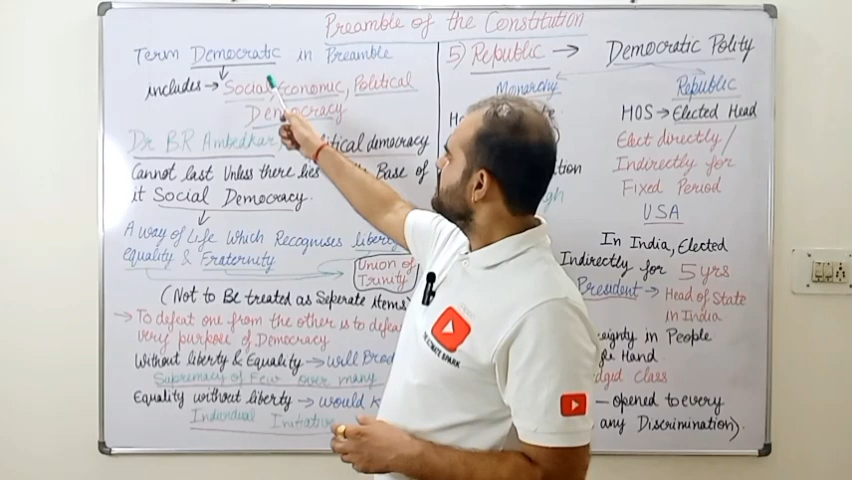 Preamble of the Constitution
Term Democratic in Preamble
includes → Social, Economic, Political
Democracy
Dr BR Ambedkar, political democracy
Cannot last Unless there lies Base of
it Social Democracy.
A way of Life Which Recognises liberty
equality & Fraternity
Union of
Trinity
(Not to Be treated as Seperate items)
→ To defeat one from the other is to defeat
very purpose of Democracy
Without liberty & Equality → will
Supremacy of Few over many
Equality without liberty → would
Individual Initiative
5) Republic → Democratic Polity
Monarchy
Republic
HOS → Elected Head
Elect directly/
Indirectly for
Fixed Period
USA
In India, Elected
Indirectly for 5 yrs
President → Head of State
in India
in People
Hand.
class
— opened to every
any Discrimination).
THE ULTIMATE SPARK